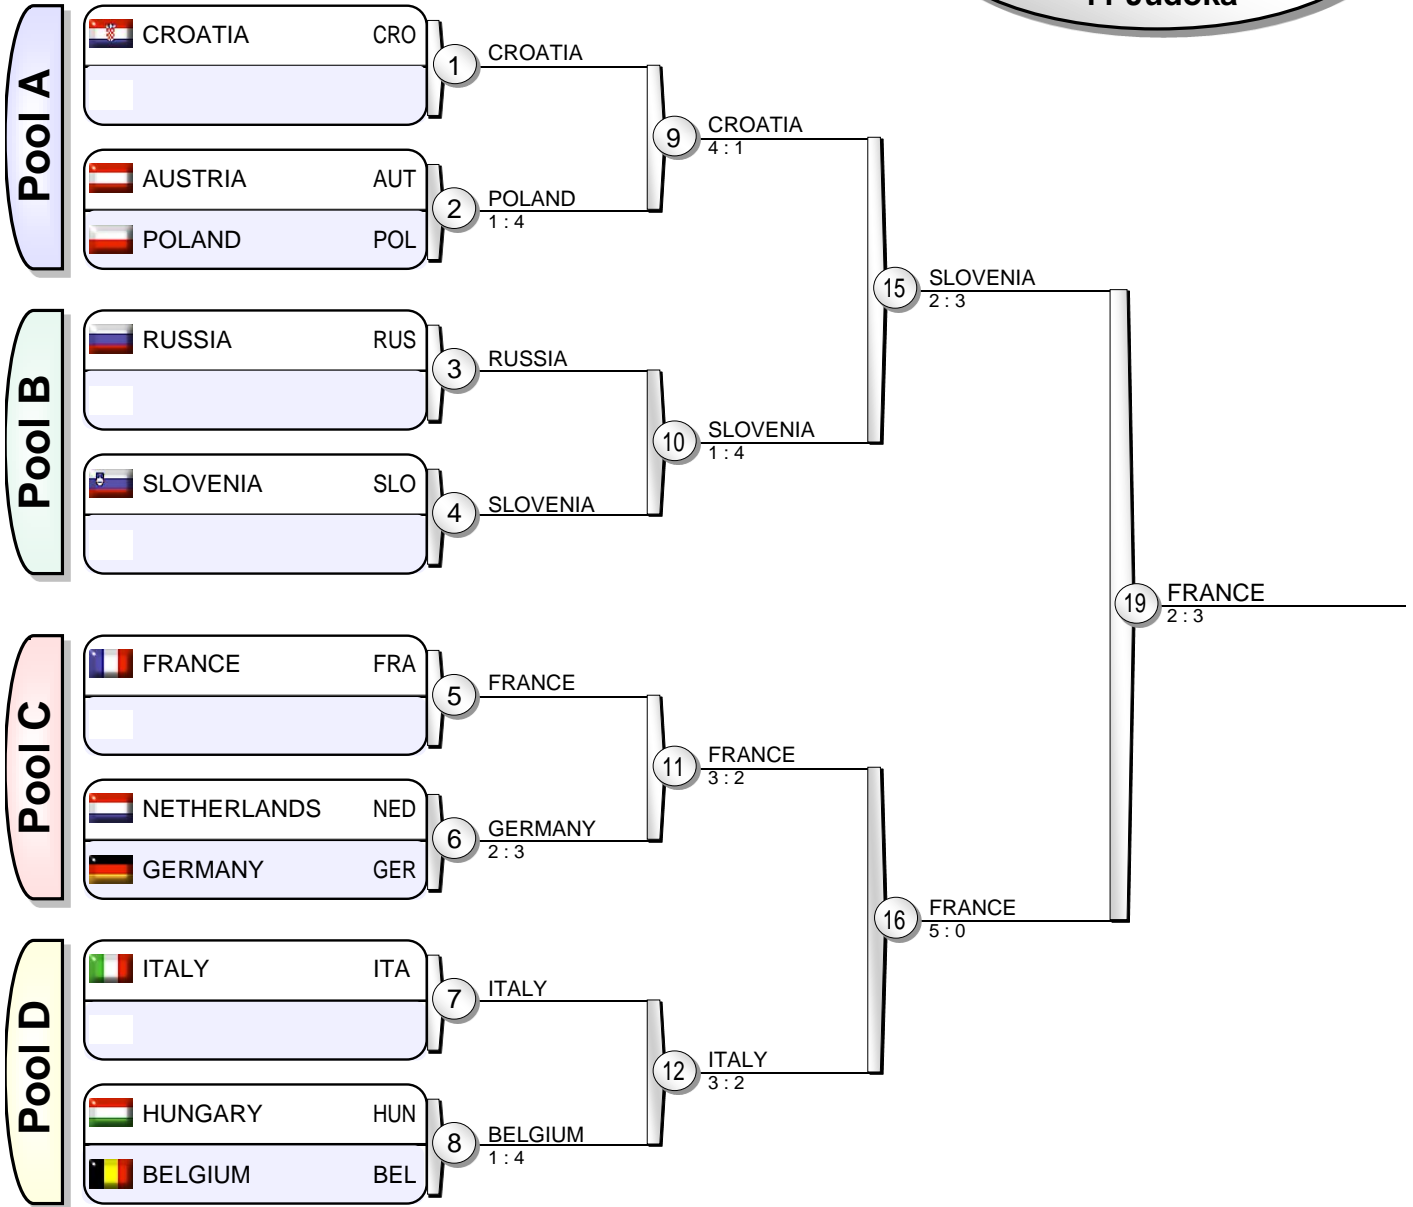 11 Judoka
Pool A
CROATIA CRO
AUSTRIA AUT
POLAND POL
1
CROATIA
2
POLAND
1 : 4
9
CROATIA
4 : 1
Pool B
RUSSIA RUS
SLOVENIA SLO
3
RUSSIA
4
SLOVENIA
10
SLOVENIA
1 : 4
15
SLOVENIA
2 : 3
Pool C
FRANCE FRA
NETHERLANDS NED
GERMANY GER
5
FRANCE
6
GERMANY
2 : 3
11
FRANCE
3 : 2
Pool D
ITALY ITA
HUNGARY HUN
BELGIUM BEL
7
ITALY
8
BELGIUM
1 : 4
12
ITALY
3 : 2
16
FRANCE
5 : 0
19
FRANCE
2 : 3